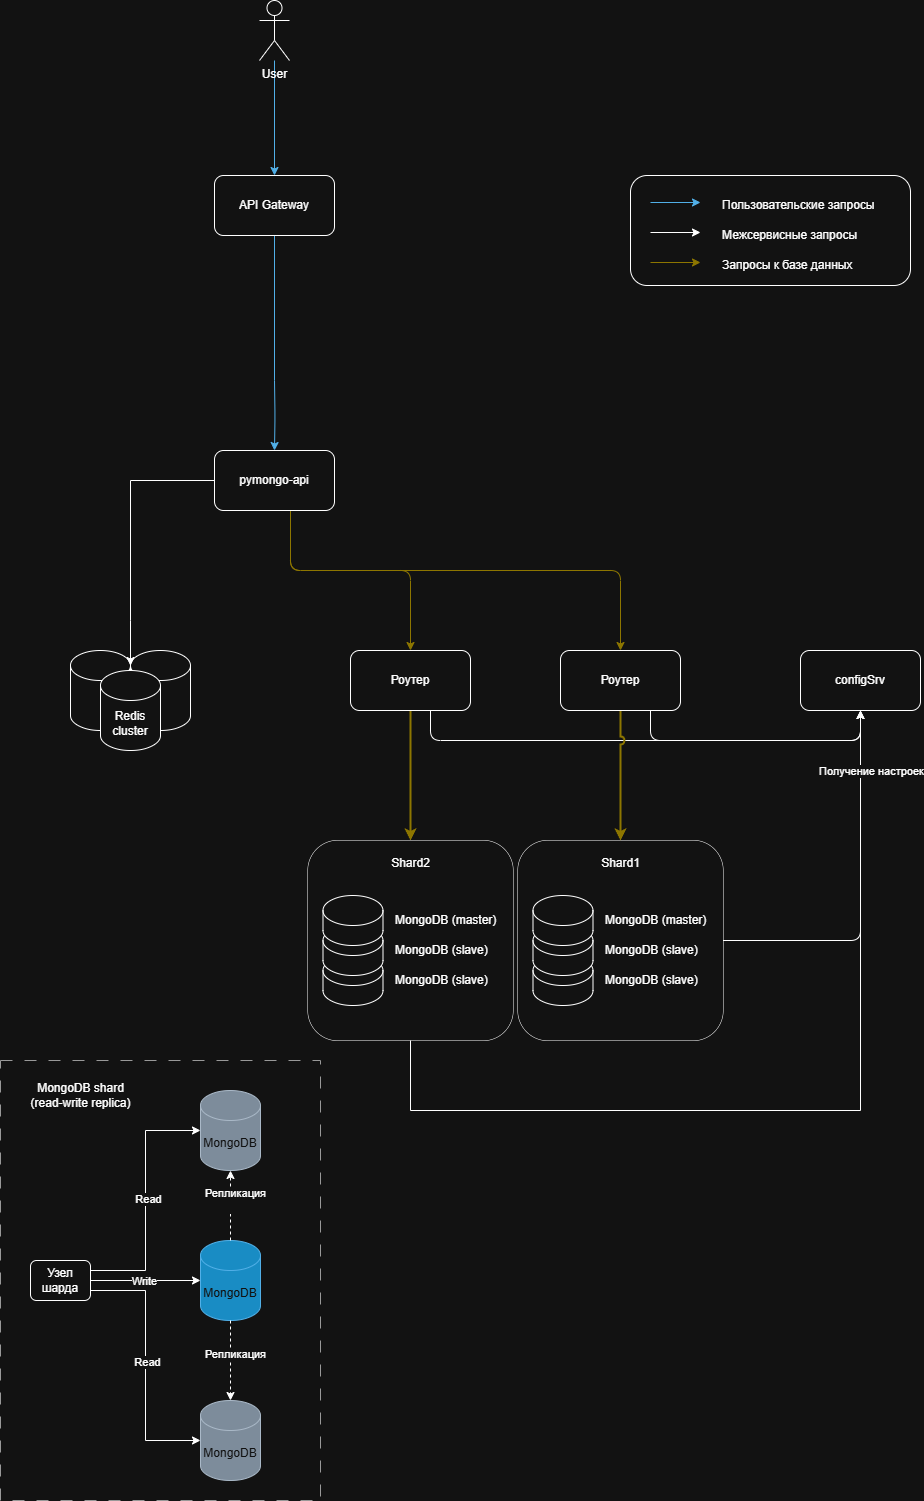 User
API Gateway
Пользовательские запросы
Межсервисные запросы
Запросы к базе данных
pymongo-api
Роутер
Роутер
configSrv
Redis
cluster
Получение настроек
Shard2
MongoDB (master)
MongoDB (slave)
MongoDB (slave)
Shard1
MongoDB (master)
MongoDB (slave)
MongoDB (slave)
MongoDB shard
(read-write replica)
MongoDB
Read
Репликация
Узел
шарда
Write
MongoDB
Репликация
Read
MongoDB